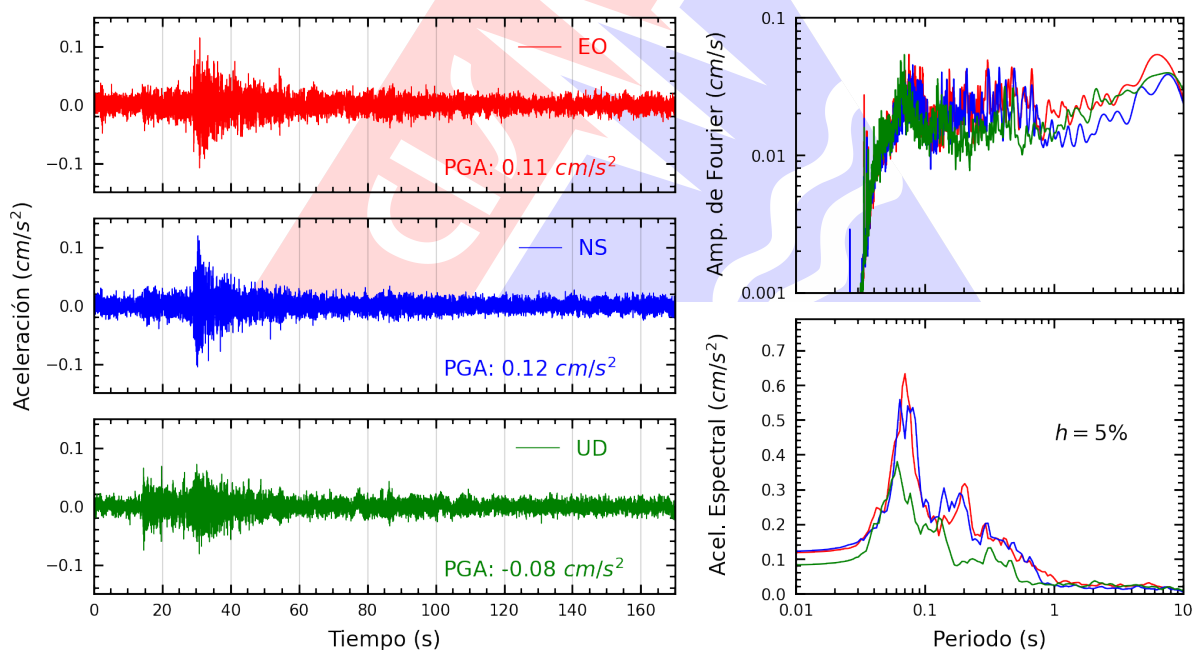 Aceleración (cm/s²)
0.1
0.0
−0.1
EO
PGA: 0.11 cm/s²
0.1
0.0
−0.1
NS
PGA: 0.12 cm/s²
0.1
0.0
−0.1
UD
PGA: -0.08 cm/s²
0 20 40 60 80 100 120 140 160
Tiempo (s)
Amp. de Fourier (cm/s)
0.1
0.01
0.001
Acel. Espectral (cm/s²)
0.7
0.6
0.5
0.4
0.3
0.2
0.1
0.0
h = 5%
0.01 0.1 1 10
Periodo (s)